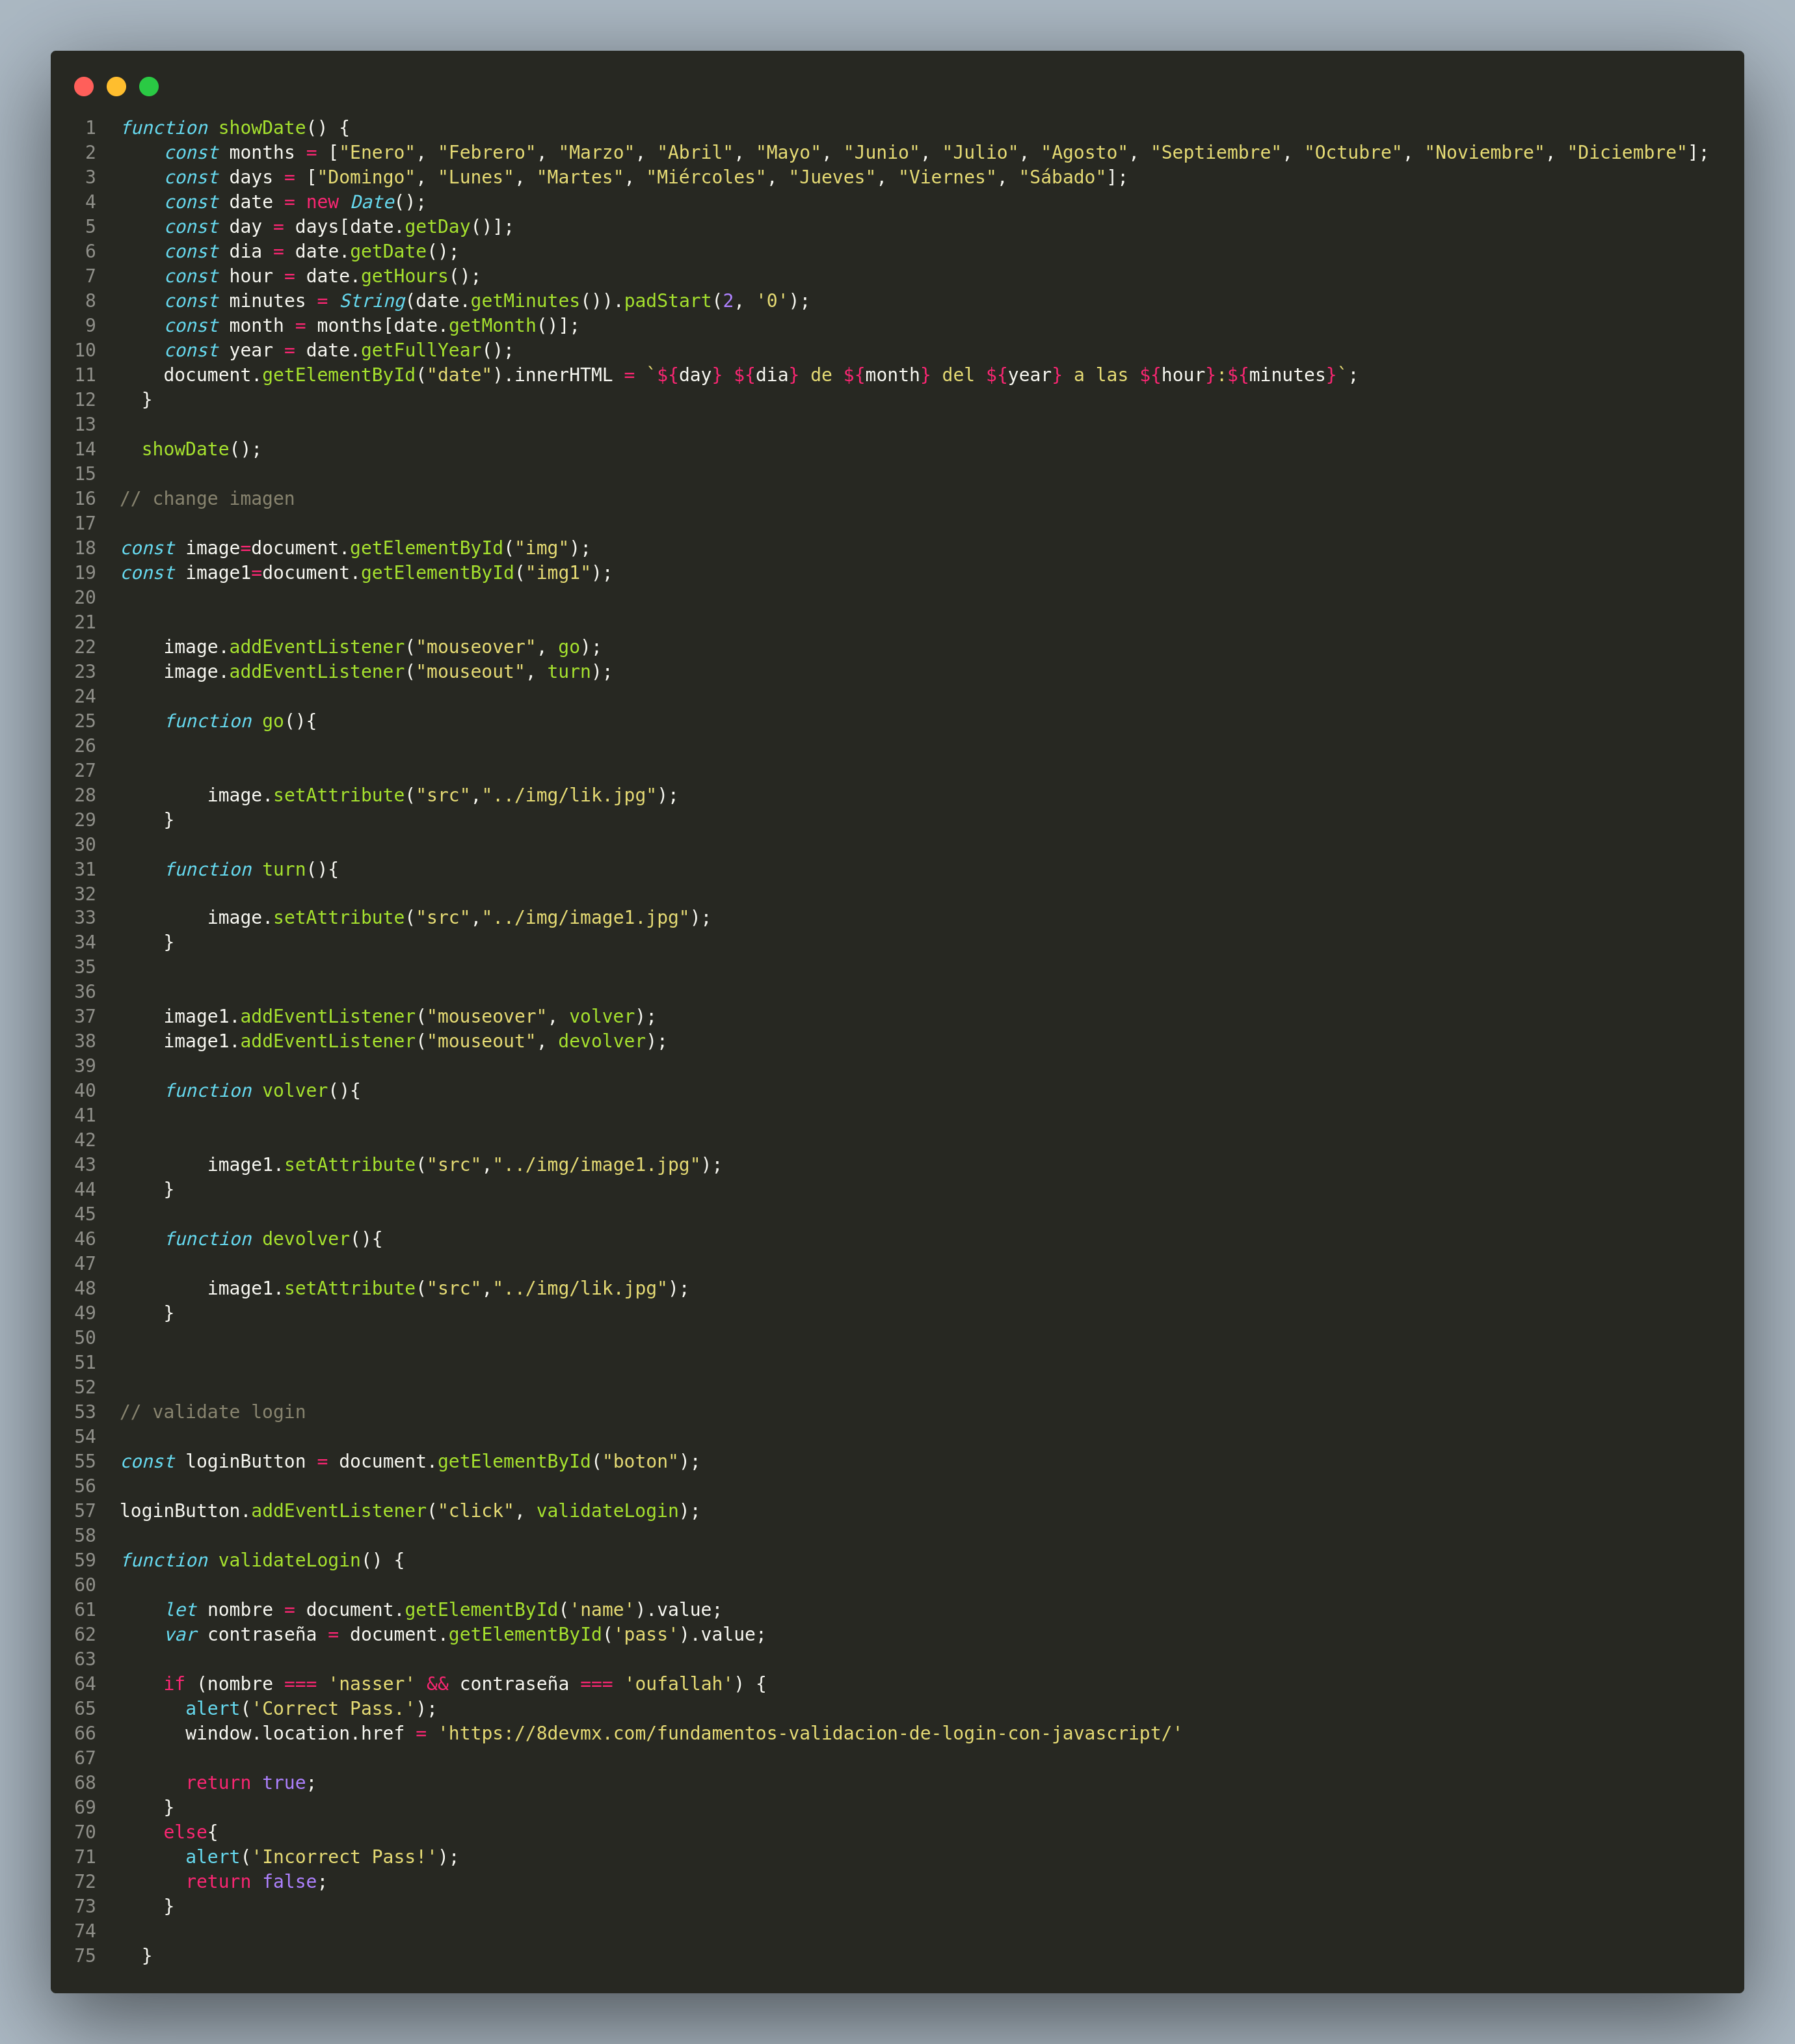 1 function showDate() {
2     const months = ["Enero", "Febrero", "Marzo", "Abril", "Mayo", "Junio", "Julio", "Agosto", "Septiembre", "Octubre", "Noviembre", "Diciembre"];
3     const days = ["Domingo", "Lunes", "Martes", "Miércoles", "Jueves", "Viernes", "Sábado"];
4     const date = new Date();
5     const day = days[date.getDay()];
6     const dia = date.getDate();
7     const hour = date.getHours();
8     const minutes = String(date.getMinutes()).padStart(2, '0');
9     const month = months[date.getMonth()];
10     const year = date.getFullYear();
11     document.getElementById("date").innerHTML = `${day} ${dia} de ${month} del ${year} a las ${hour}:${minutes}`;
12   }
13
14   showDate();
15
16 // change imagen
17
18 const image=document.getElementById("img");
19 const image1=document.getElementById("img1");
20
21
22     image.addEventListener("mouseover", go);
23     image.addEventListener("mouseout", turn);
24
25     function go(){
26
27
28         image.setAttribute("src","../img/lik.jpg");
29     }
30
31     function turn(){
32
33         image.setAttribute("src","../img/image1.jpg");
34     }
35
36
37     image1.addEventListener("mouseover", volver);
38     image1.addEventListener("mouseout", devolver);
39
40     function volver(){
41
42
43         image1.setAttribute("src","../img/image1.jpg");
44     }
45
46     function devolver(){
47
48         image1.setAttribute("src","../img/lik.jpg");
49     }
50
51
52
53 // validate login
54
55 const loginButton = document.getElementById("boton");
56
57 loginButton.addEventListener("click", validateLogin);
58
59 function validateLogin() {
60
61     let nombre = document.getElementById('name').value;
62     var contraseña = document.getElementById('pass').value;
63
64     if (nombre === 'nasser' && contraseña === 'oufallah') {
65       alert('Correct Pass.');
66       window.location.href = 'https://8devmx.com/fundamentos-validacion-de-login-con-javascript/'
67
68       return true;
69     }
70     else{
71       alert('Incorrect Pass!');
72       return false;
73     }
74
75   }